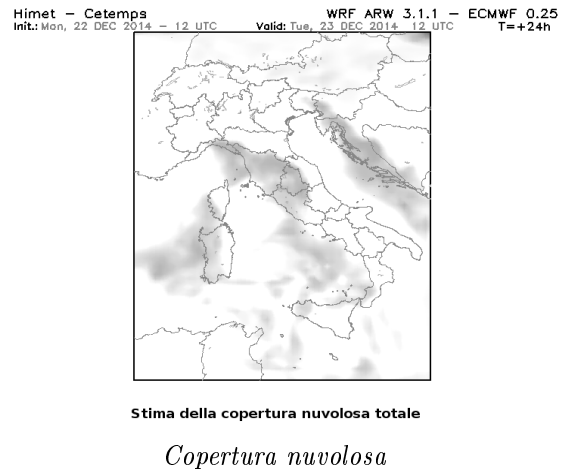 Himet – Cetemps WRF ARW 3.1.1 – ECMWF 0.25
Init.: Mon, 22 DEC 2014 – 12 UTC Valid: Tue, 23 DEC 2014 12 UTC T=+24h
Stima della copertura nuvolosa totale
Copertura nuvolosa